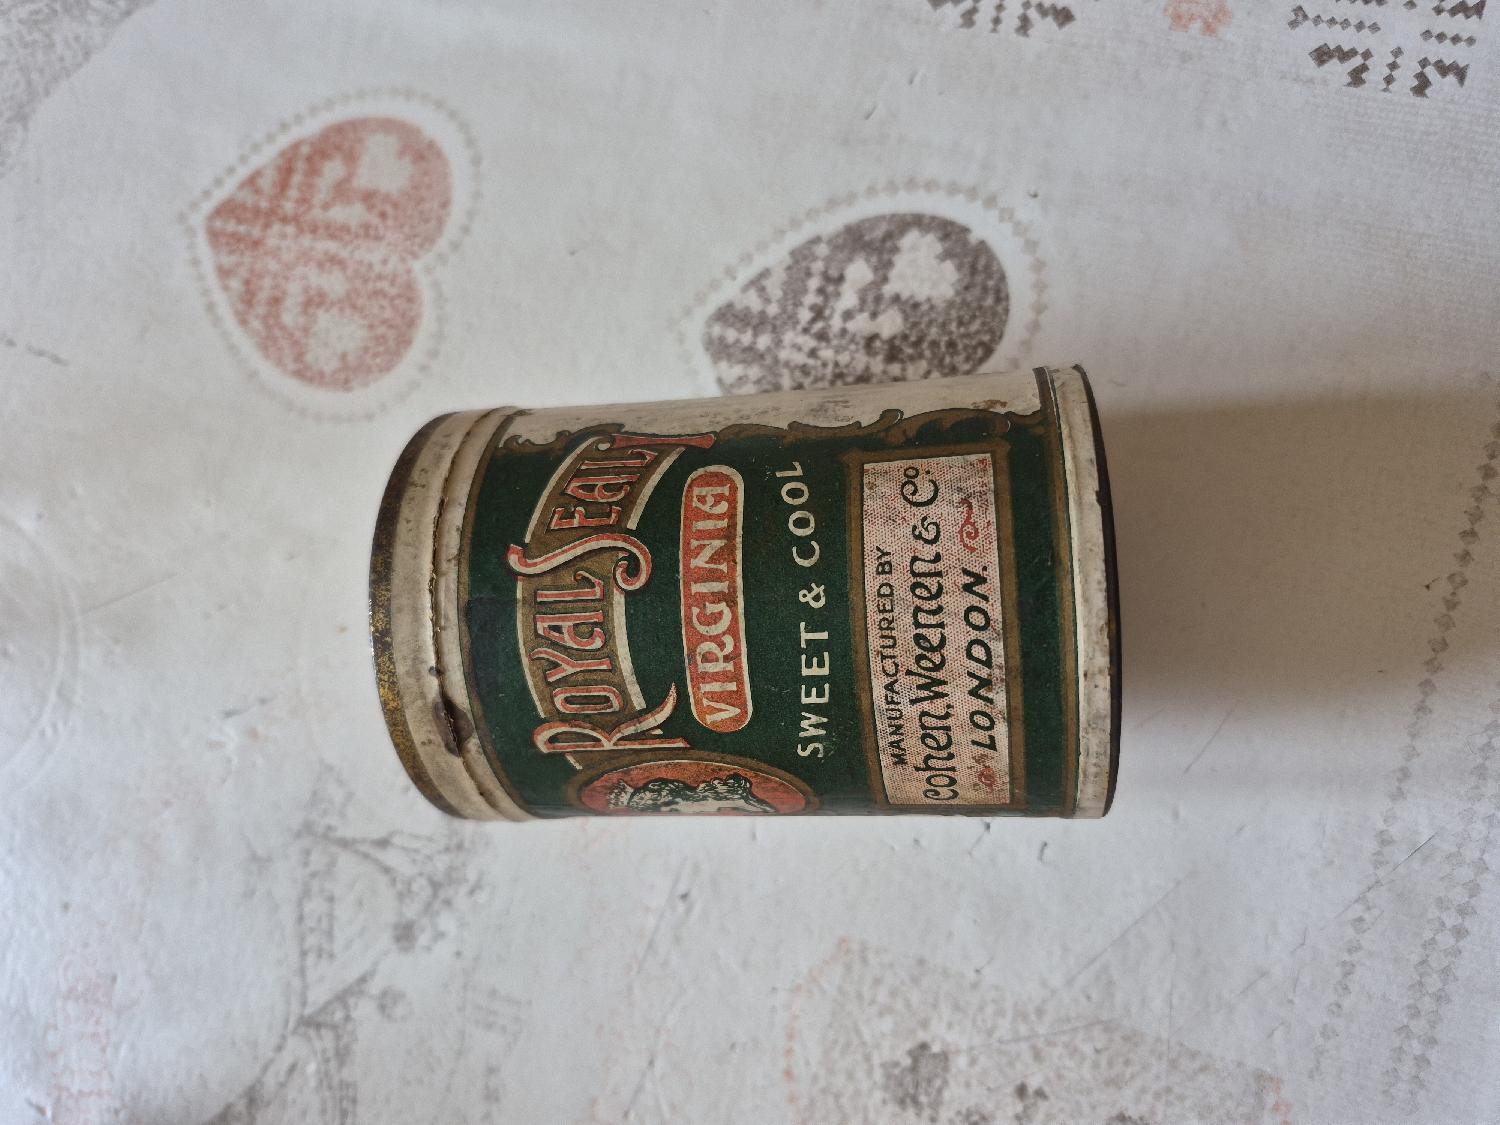 ROYAL SEAL
VIRGINIA
SWEET & COOL
MANUFACTURED BY
Cohen, Weenen & Co
LONDON.